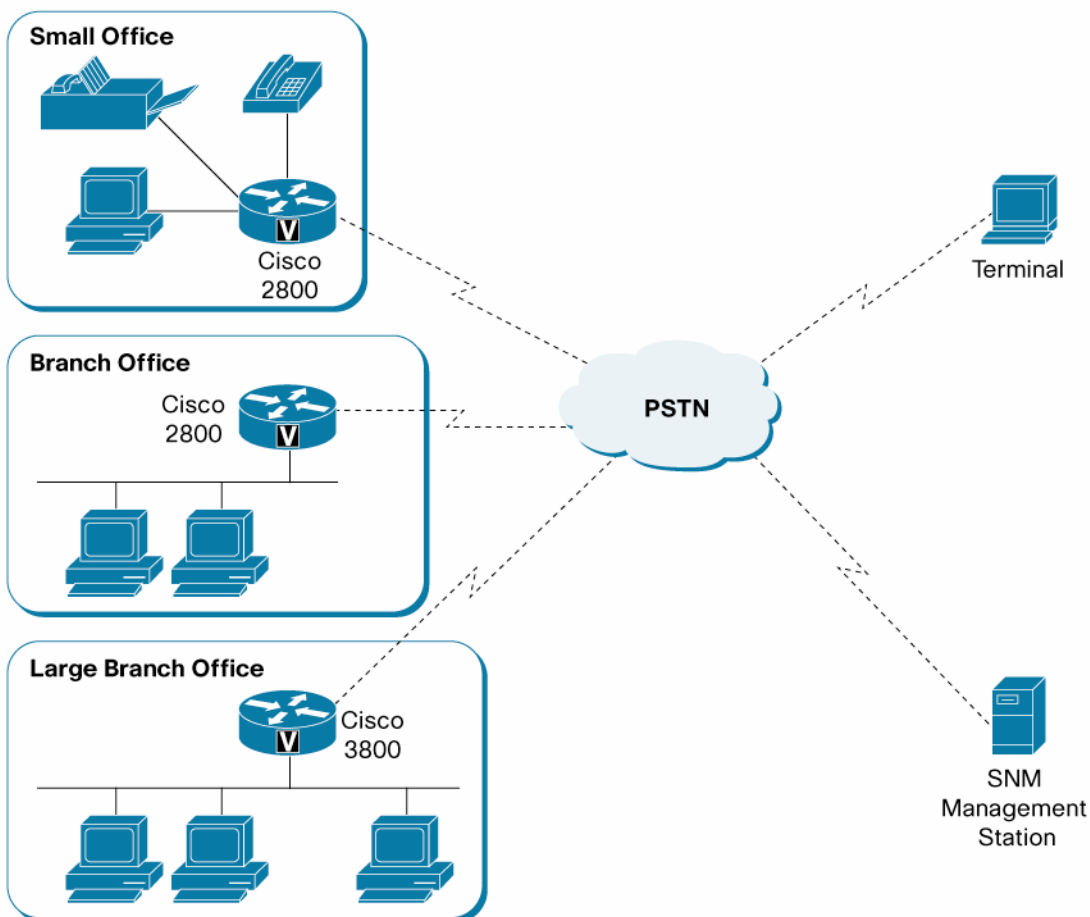 Small Office
V
Cisco
2800
Terminal
Branch Office
Cisco
2800
V
PSTN
Large Branch Office
Cisco
3800
V
SNM
Management
Station